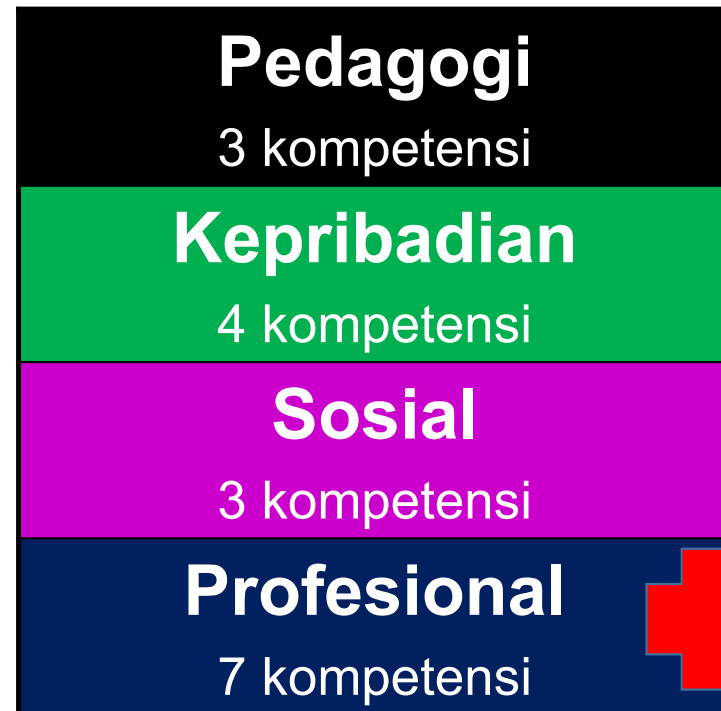 Pedagogi
3 kompetensi
Kepribadian
4 kompetensi
Sosial
3 kompetensi
Profesional
7 kompetensi